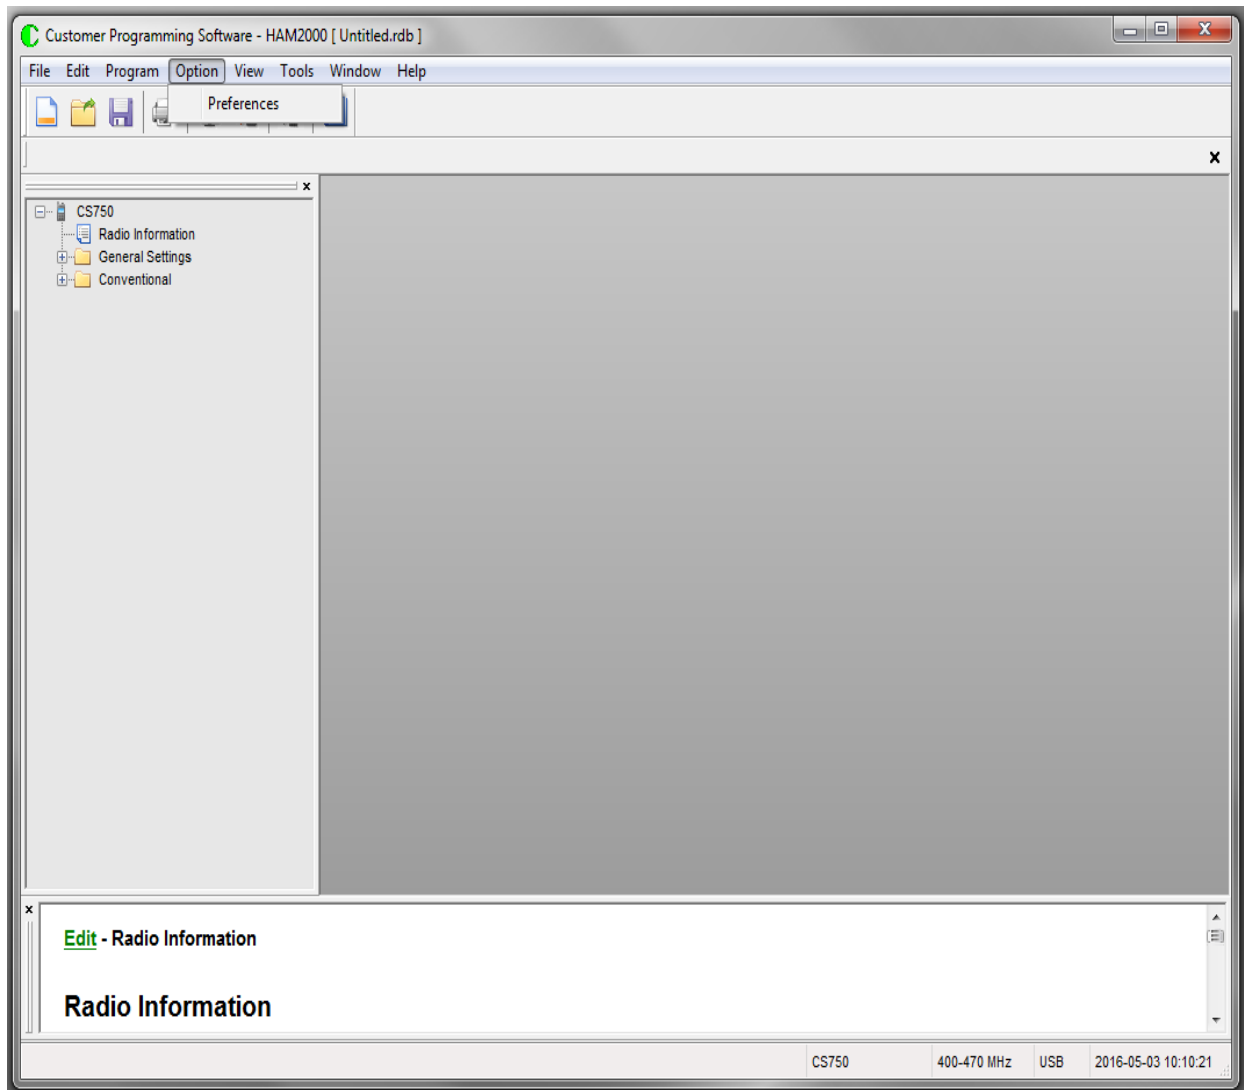 Customer Programming Software - HAM2000 [ Untitled.rdb ]
File Edit Program Option View Tools Window Help
Preferences
CS750
Radio Information
General Settings
Conventional
Edit - Radio Information
Radio Information
CS750 400-470 MHz USB 2016-05-03 10:10:21